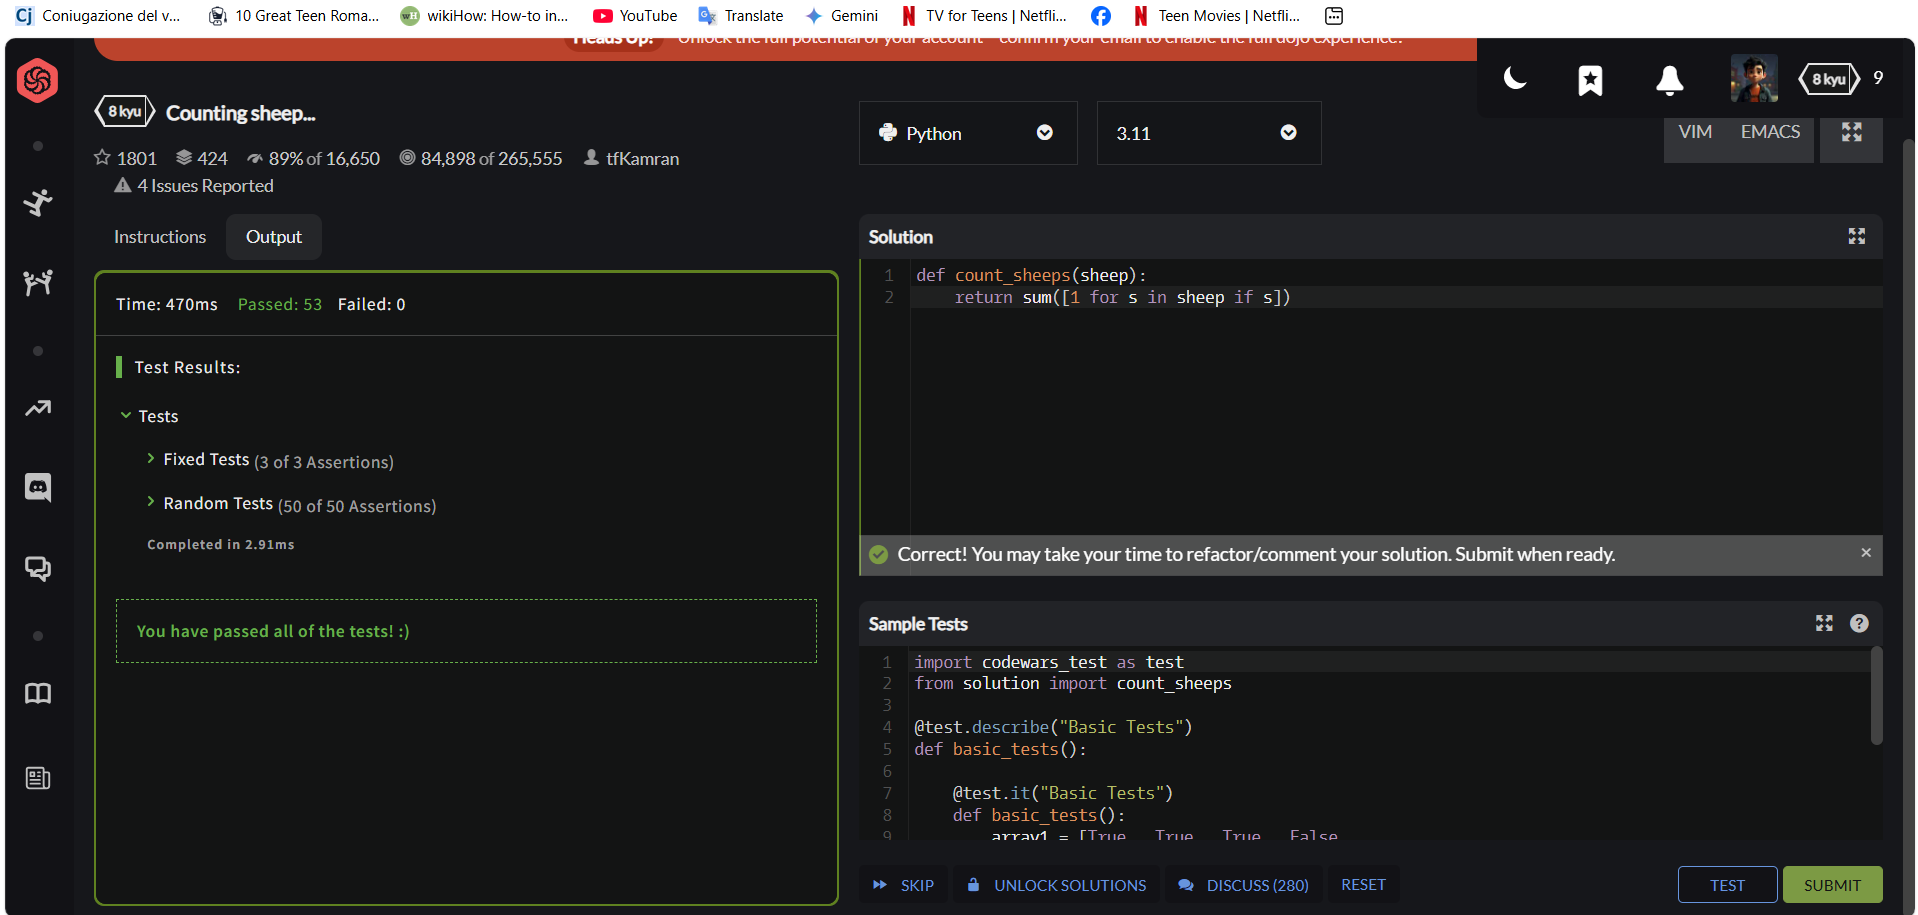 Cj Coniugazione del v... 10 Great Teen Roma... wH wikiHow: How-to in... YouTube Translate Gemini TV for Teens | Netfli... Teen Movies | Netfli...
Heads Up! Unlock the full potential of your account - confirm your email to enable the full dojo experience.
8 kyu 9
8 kyu Counting sheep...
1801 424 89% of 16,650 84,898 of 265,555 tfKamran
4 Issues Reported
Python 3.11 VIM EMACS
Instructions Output
Time: 470ms Passed: 53 Failed: 0
Test Results:
Tests
Fixed Tests (3 of 3 Assertions)
Random Tests (50 of 50 Assertions)
Completed in 2.91ms
You have passed all of the tests! :)
Solution
1 def count_sheeps(sheep):
2     return sum([1 for s in sheep if s])
Correct! You may take your time to refactor/comment your solution. Submit when ready. ×
Sample Tests
1 import codewars_test as test
2 from solution import count_sheeps
3
4 @test.describe("Basic Tests")
5 def basic_tests():
6
7     @test.it("Basic Tests")
8     def basic_tests():
9         array1 = [True, True, True, False
SKIP UNLOCK SOLUTIONS DISCUSS (280) RESET TEST SUBMIT